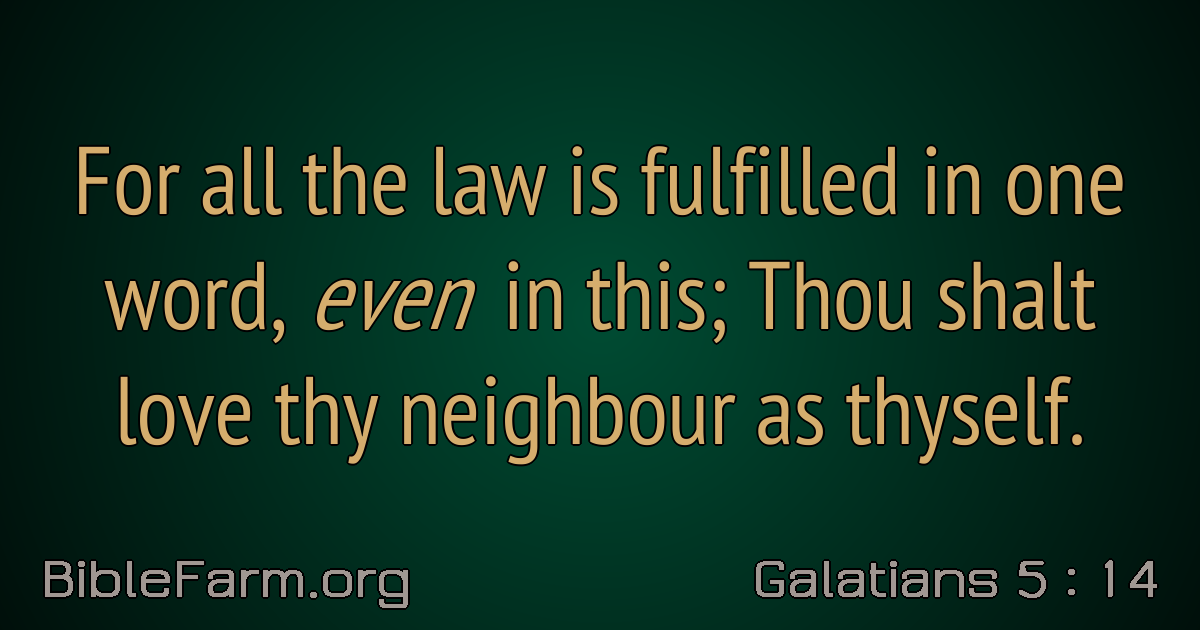 For all the law is fulfilled in one
word, even in this; Thou shalt
love thy neighbour as thyself.
BibleFarm.org
Galatians 5 : 14